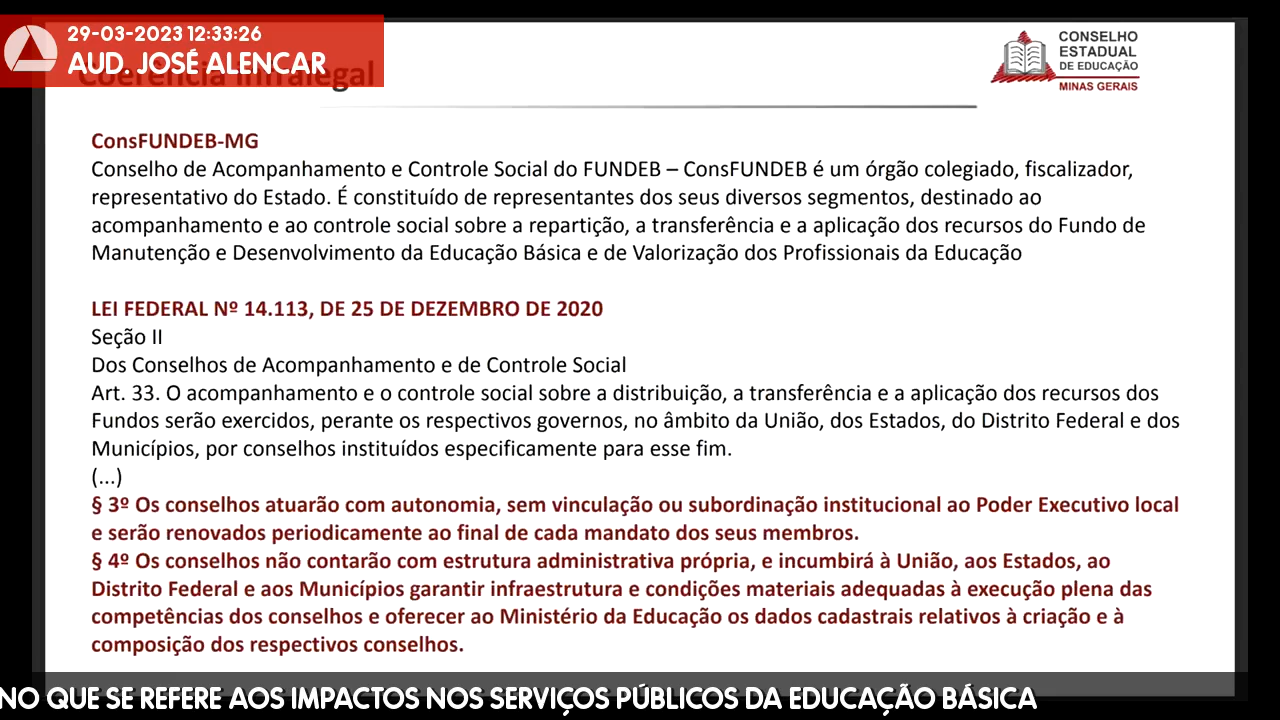 29-03-2023 12:33:26
AUD. JOSÉ ALENCAR
Coerência Infralegal
CONSELHO
ESTADUAL
DE EDUCAÇÃO
MINAS GERAIS
ConsFUNDEB-MG
Conselho de Acompanhamento e Controle Social do FUNDEB – ConsFUNDEB é um órgão colegiado, fiscalizador,
representativo do Estado. É constituído de representantes dos seus diversos segmentos, destinado ao
acompanhamento e ao controle social sobre a repartição, a transferência e a aplicação dos recursos do Fundo de
Manutenção e Desenvolvimento da Educação Básica e de Valorização dos Profissionais da Educação
LEI FEDERAL Nº 14.113, DE 25 DE DEZEMBRO DE 2020
Seção II
Dos Conselhos de Acompanhamento e de Controle Social
Art. 33. O acompanhamento e o controle social sobre a distribuição, a transferência e a aplicação dos recursos dos
Fundos serão exercidos, perante os respectivos governos, no âmbito da União, dos Estados, do Distrito Federal e dos
Municípios, por conselhos instituídos especificamente para esse fim.
(...)
§ 3º Os conselhos atuarão com autonomia, sem vinculação ou subordinação institucional ao Poder Executivo local
e serão renovados periodicamente ao final de cada mandato dos seus membros.
§ 4º Os conselhos não contarão com estrutura administrativa própria, e incumbirá à União, aos Estados, ao
Distrito Federal e aos Municípios garantir infraestrutura e condições materiais adequadas à execução plena das
competências dos conselhos e oferecer ao Ministério da Educação os dados cadastrais relativos à criação e à
composição dos respectivos conselhos.
NO QUE SE REFERE AOS IMPACTOS NOS SERVIÇOS PÚBLICOS DA EDUCAÇÃO BÁSICA